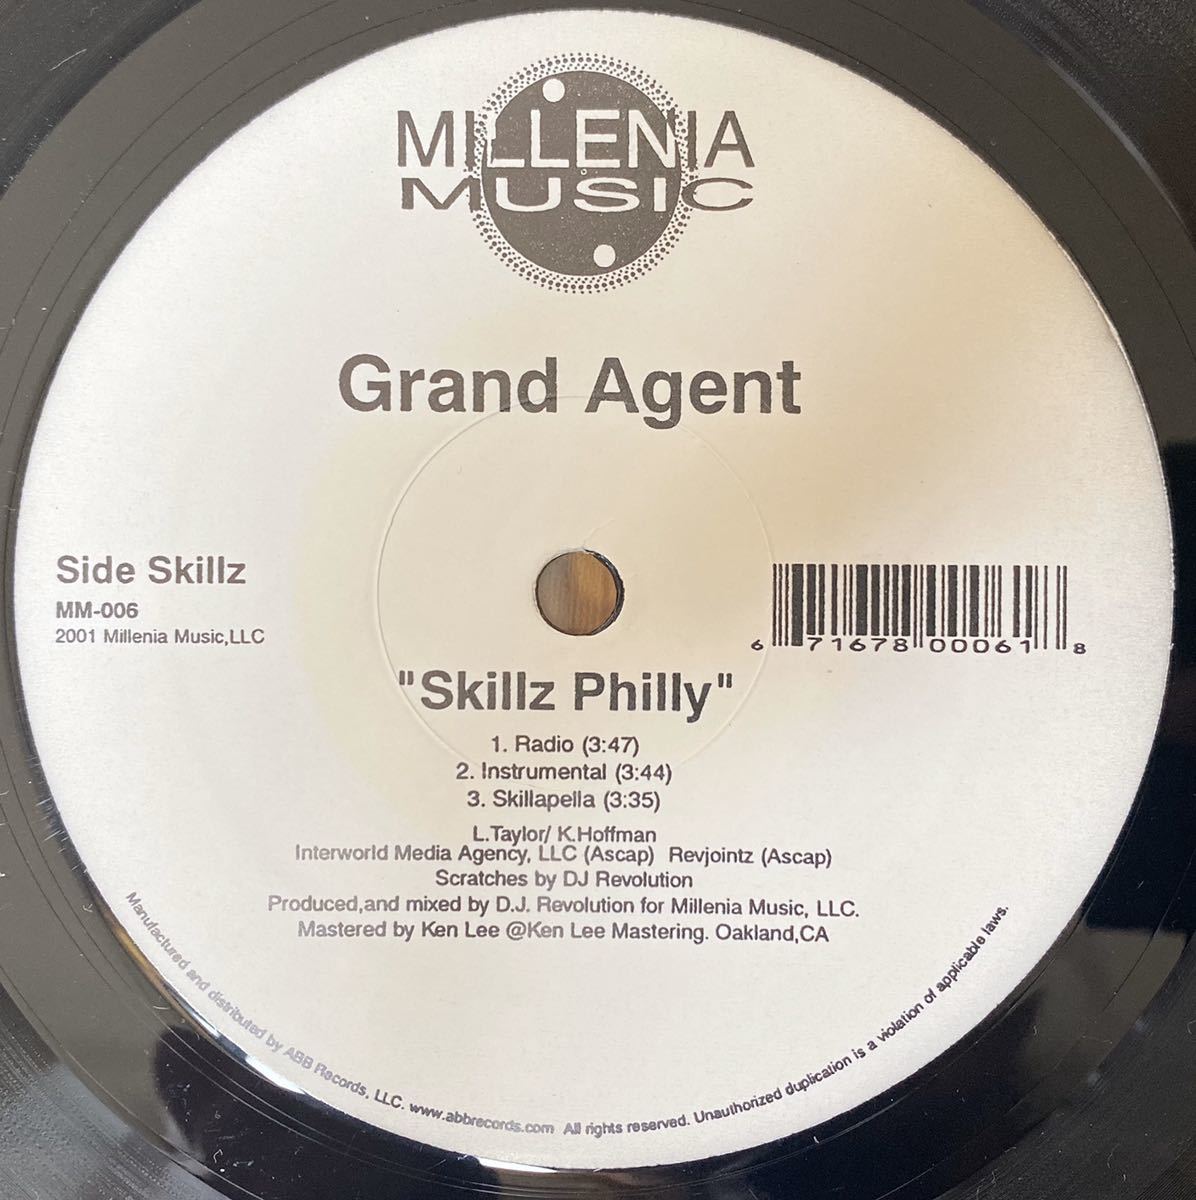 MILLENIA
MUSIC
Grand Agent
Side Skillz
MM-006
2001 Millenia Music,LLC
6 71678 00061 8
"Skillz Philly"
1. Radio (3:47)
2. Instrumental (3:44)
3. Skillapella (3:35)
L.Taylor/ K.Hoffman
Interworld Media Agency, LLC (Ascap) Revjointz (Ascap)
Scratches by DJ Revolution
Produced,and mixed by D.J. Revolution for Millenia Music, LLC.
Mastered by Ken Lee @Ken Lee Mastering. Oakland,CA
Manufactured and distributed by ABB Records, LLC. www.abbrecords.com All rights reserved. Unauthorized duplication is a violation of applicable laws.